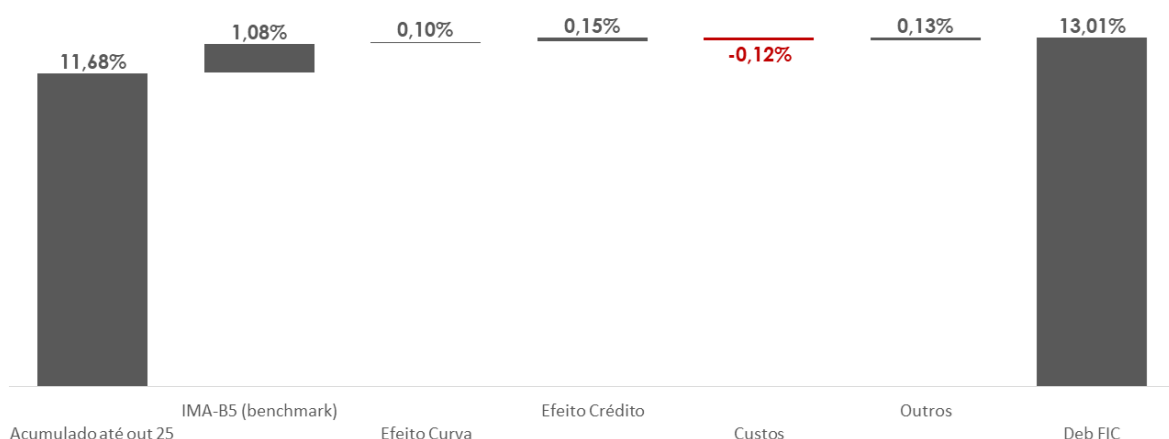 11,68%
1,08%
0,10%
0,15%
-0,12%
0,13%
13,01%
Acumulado até out 25
IMA-B5 (benchmark)
Efeito Curva
Efeito Crédito
Custos
Outros
Deb FIC